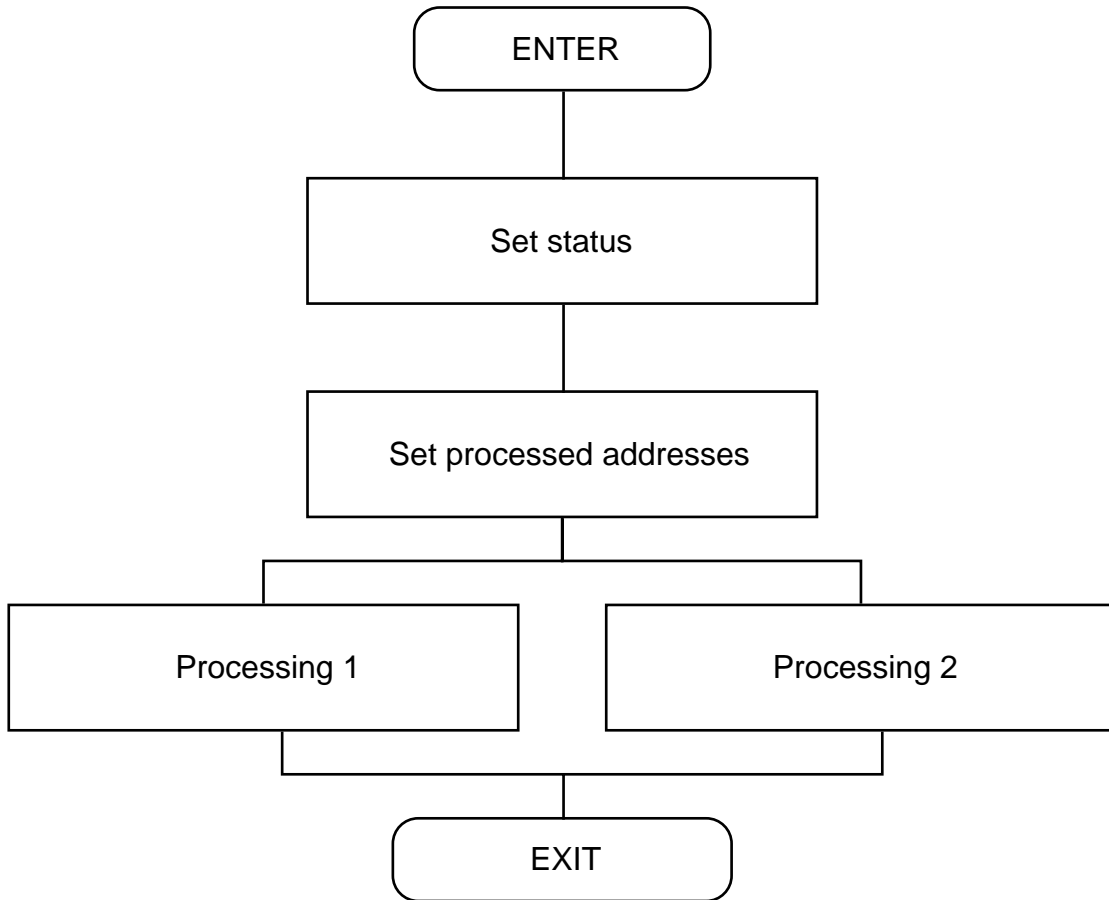 ENTER
Set status
Set processed addresses
Processing 1
Processing 2
EXIT